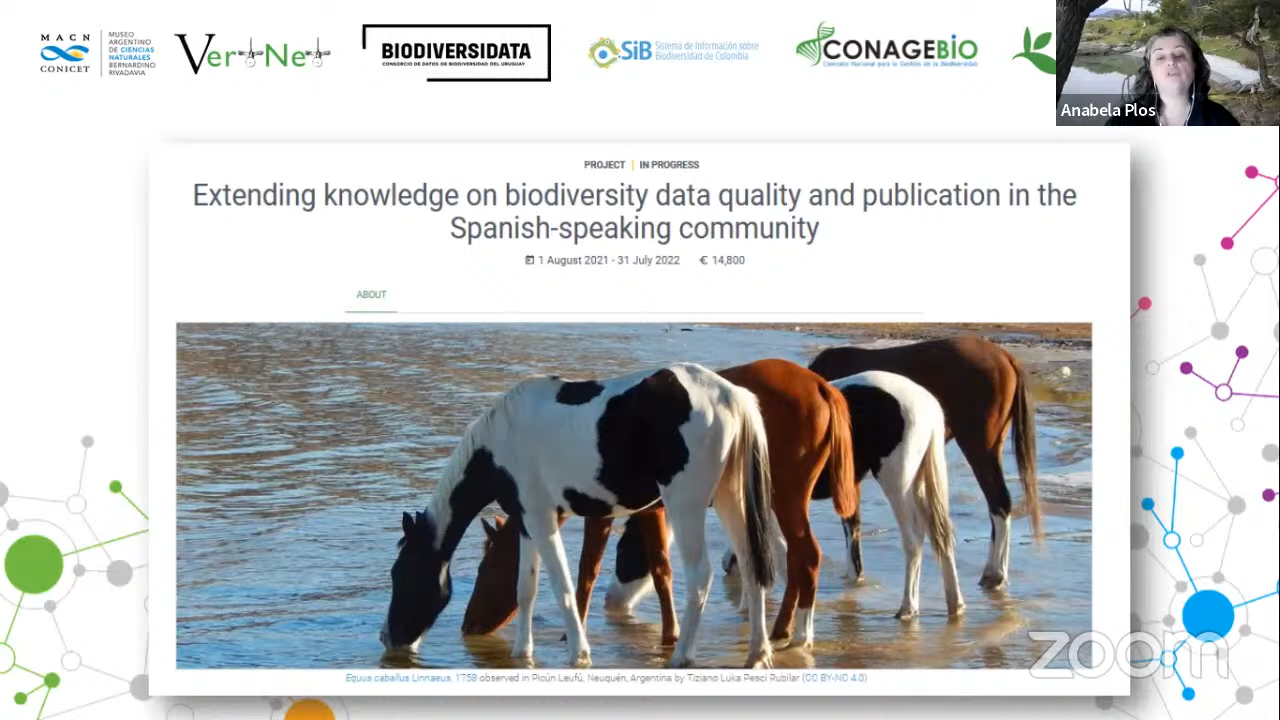 MACN
CONICET
MUSEO
ARGENTINO
DE CIENCIAS
NATURALES
BERNARDINO
RIVADAVIA
VertNet
BIODIVERSIDATA
CONSORCIO DE DATOS DE BIODIVERSIDAD DEL URUGUAY
SiB
Sistema de Información sobre
Biodiversidad de Colombia
CONAGEBIO
Comisión Nacional para la Gestión de la Biodiversidad
Anabela Plos
PROJECT | IN PROGRESS
Extending knowledge on biodiversity data quality and publication in the
Spanish-speaking community
1 August 2021 - 31 July 2022 € 14,800
ABOUT
Equus caballus Linnaeus, 1758 observed in Picún Leufú, Neuquén, Argentina by Tiziano Luka Pesci Rubilar (CC BY-NC 4.0)
zoom